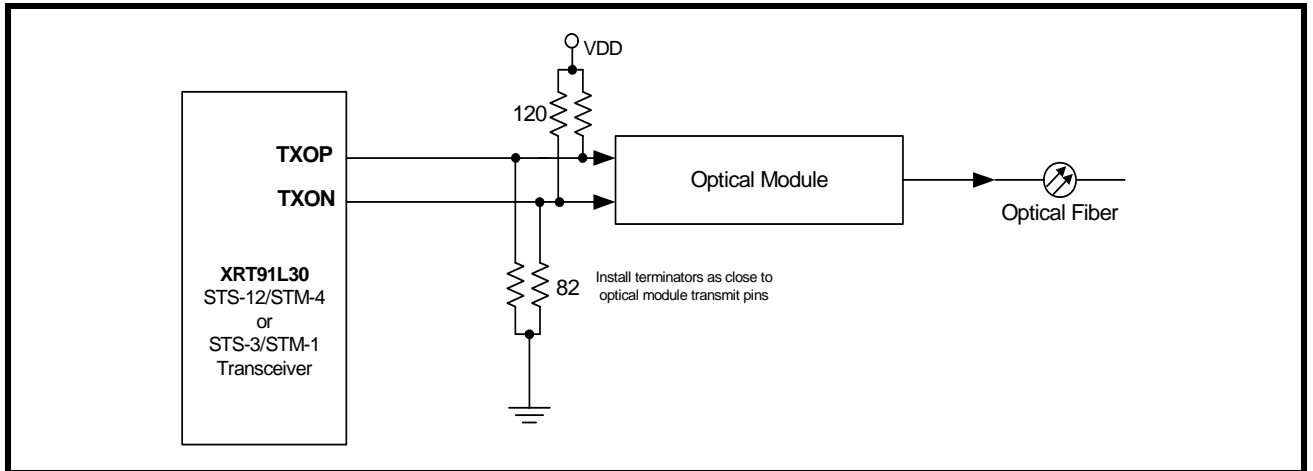 VDD
120
TXOP
TXON
Optical Module
Optical Fiber
XRT91L30
STS-12/STM-4
or
STS-3/STM-1
Transceiver
82
Install terminators as close to
optical module transmit pins